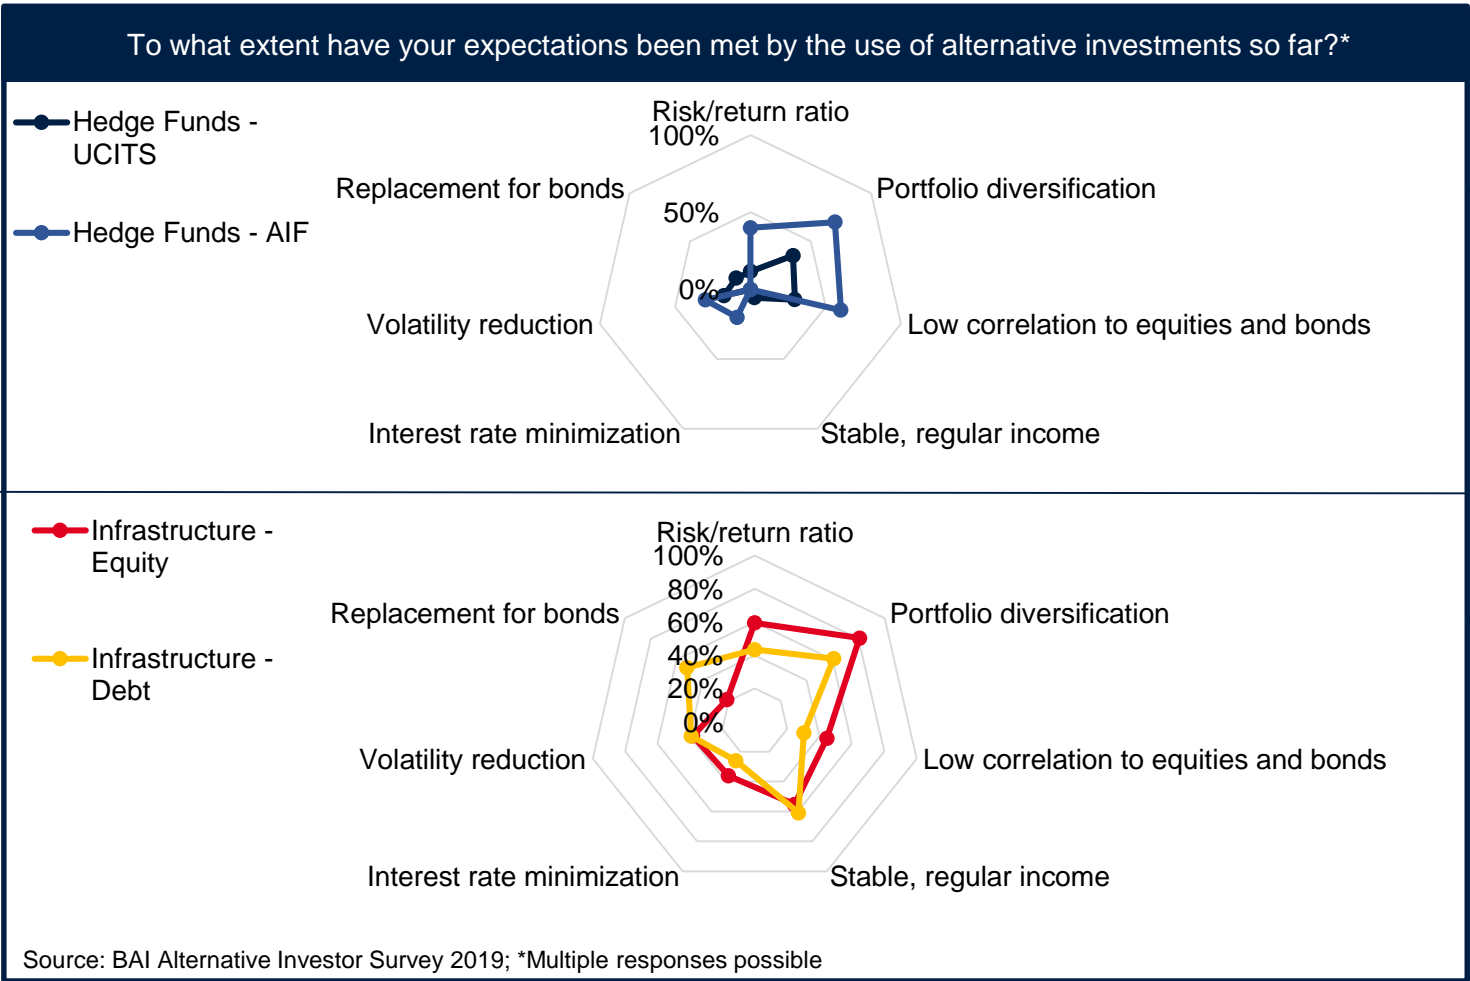 To what extent have your expectations been met by the use of alternative investments so far?*
Hedge Funds -
UCITS
Hedge Funds - AIF
Risk/return ratio
100%
50%
0%
Portfolio diversification
Low correlation to equities and bonds
Stable, regular income
Interest rate minimization
Volatility reduction
Replacement for bonds
Infrastructure -
Equity
Infrastructure -
Debt
Risk/return ratio
100%
80%
60%
40%
20%
0%
Portfolio diversification
Low correlation to equities and bonds
Stable, regular income
Interest rate minimization
Volatility reduction
Replacement for bonds
Source: BAI Alternative Investor Survey 2019; *Multiple responses possible